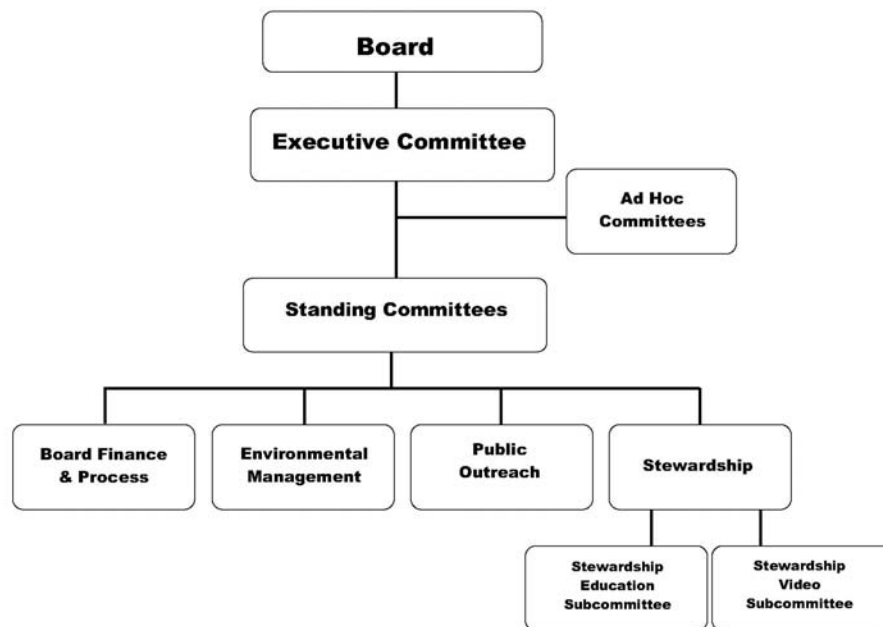 Board
Executive Committee
Ad Hoc
Committees
Standing Committees
Board Finance
& Process
Environmental
Management
Public
Outreach
Stewardship
Stewardship
Education
Subcommittee
Stewardship
Video
Subcommittee